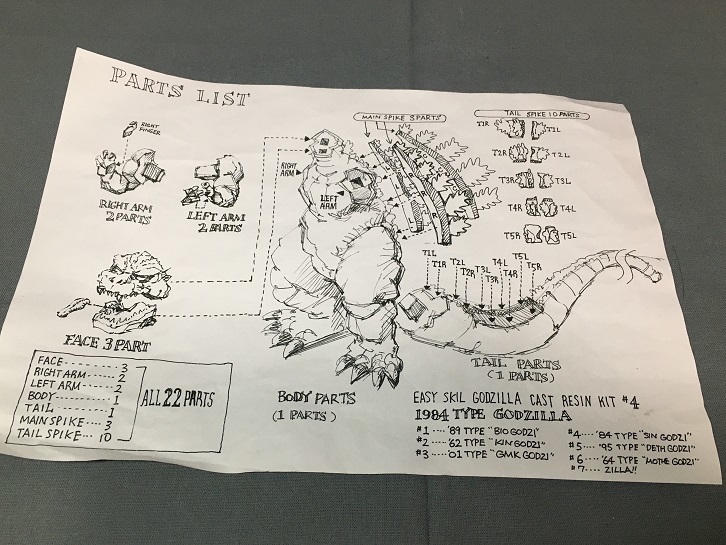 PARTS LIST
RIGHT FINGER
RIGHT ARM
2 PARTS
LEFT ARM
2 PARTS
FACE 3 PART
FACE ------- 3
RIGHT ARM ---- 2
LEFT ARM ---- 2
BODY ------- 1
TAIL ------- 1
MAIN SPIKE --- 3
TAIL SPIKE --- 10
ALL 22 PARTS
MAIN SPIKE 3 PARTS
RIGHT ARM
LEFT ARM
BODY PARTS
(1 PARTS)
TAIL SPIKE 10 PARTS
T1R T1L
T2R T2L
T3R T3L
T4R T4L
T5R T5L
T1L
T1R
T2L
T2R
T3L
T3R
T4L
T4R
T5L
T5R
TAIL PARTS
(1 PARTS)
EASY SKIL GODZILLA CAST RESIN KIT #4
1984 TYPE GODZILLA
#1 ---- '89 TYPE "BIO GODZI"
#2 ---- '62 TYPE "KIN GODZI"
#3 ---- '01 TYPE "GMK GODZI"
#4 ---- '84 TYPE "SIN GODZI"
#5 ---- '95 TYPE "DETH GODZI"
#6 ---- '64 TYPE "MOTHE GODZI"
#7 ---- ZILLA!!